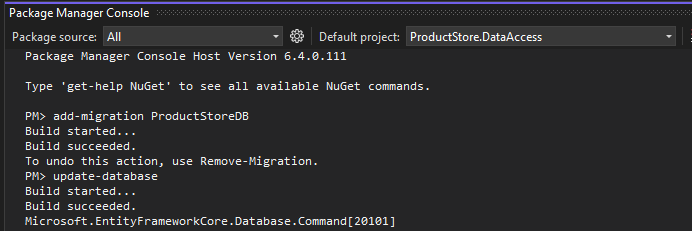 Package Manager Console
Package source: All Default project: ProductStore.DataAccess
Package Manager Console Host Version 6.4.0.111
Type 'get-help NuGet' to see all available NuGet commands.
PM> add-migration ProductStoreDB
Build started...
Build succeeded.
To undo this action, use Remove-Migration.
PM> update-database
Build started...
Build succeeded.
Microsoft.EntityFrameworkCore.Database.Command[20101]